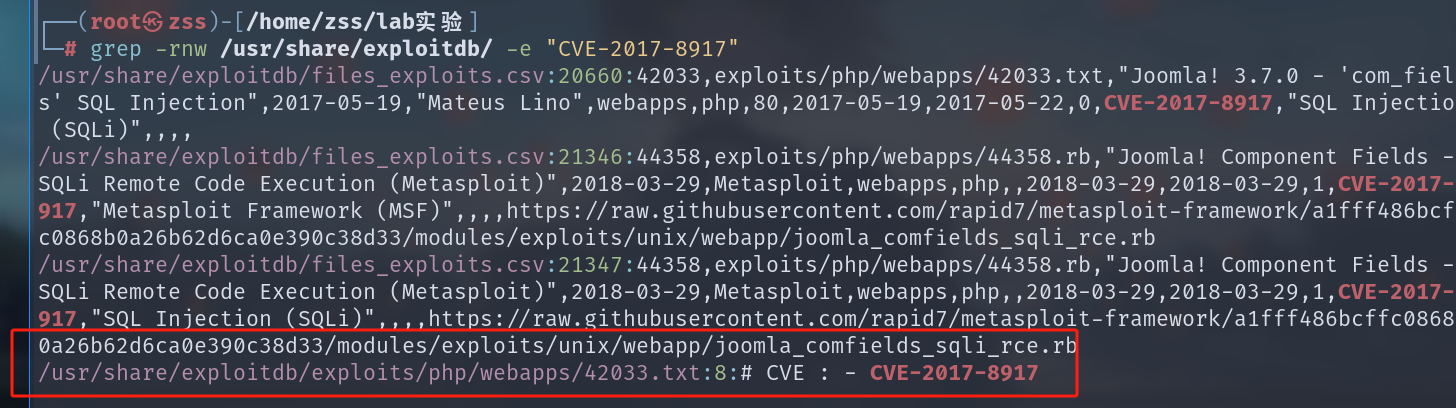 ┌──(root㉿zss)-[/home/zss/lab实验]
└─# grep -rnw /usr/share/exploitdb/ -e "CVE-2017-8917"
/usr/share/exploitdb/files_exploits.csv:20660:42033,exploits/php/webapps/42033.txt,"Joomla! 3.7.0 - 'com_fiel
s' SQL Injection",2017-05-19,"Mateus Lino",webapps,php,80,2017-05-19,2017-05-22,0,CVE-2017-8917,"SQL Injectio
 (SQLi)",,,,
/usr/share/exploitdb/files_exploits.csv:21346:44358,exploits/php/webapps/44358.rb,"Joomla! Component Fields -
SQLi Remote Code Execution (Metasploit)",2018-03-29,Metasploit,webapps,php,,2018-03-29,2018-03-29,1,CVE-2017-
917,"Metasploit Framework (MSF)",,,,https://raw.githubusercontent.com/rapid7/metasploit-framework/a1fff486bcf
c0868b0a26b62d6ca0e390c38d33/modules/exploits/unix/webapp/joomla_comfields_sqli_rce.rb
/usr/share/exploitdb/files_exploits.csv:21347:44358,exploits/php/webapps/44358.rb,"Joomla! Component Fields -
SQLi Remote Code Execution (Metasploit)",2018-03-29,Metasploit,webapps,php,,2018-03-29,2018-03-29,1,CVE-2017-
917,"SQL Injection (SQLi)",,,,https://raw.githubusercontent.com/rapid7/metasploit-framework/a1fff486bcffc0868
0a26b62d6ca0e390c38d33/modules/exploits/unix/webapp/joomla_comfields_sqli_rce.rb
/usr/share/exploitdb/exploits/php/webapps/42033.txt:8:# CVE : - CVE-2017-8917